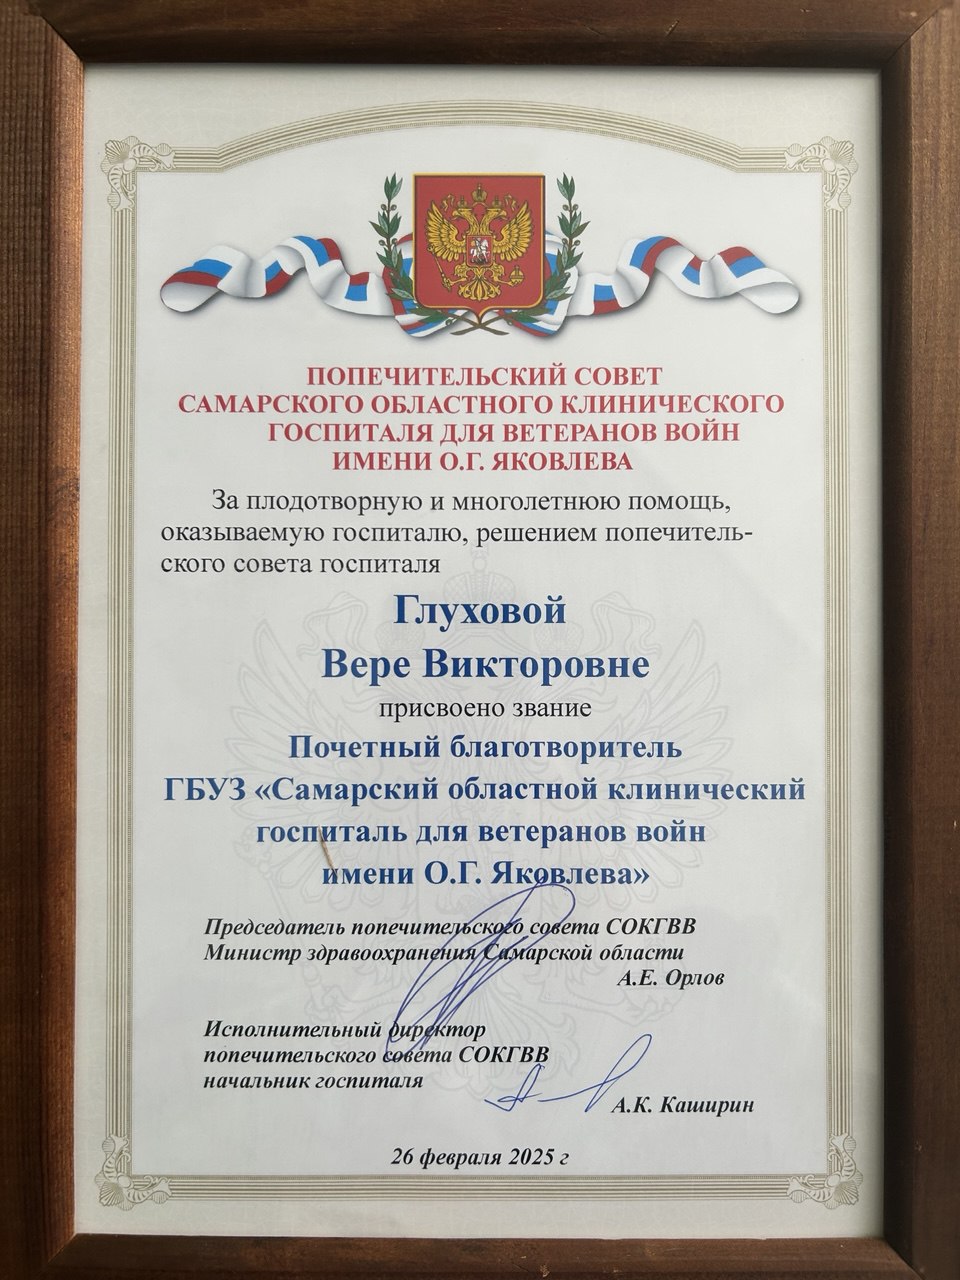 ПОПЕЧИТЕЛЬСКИЙ СОВЕТ
САМАРСКОГО ОБЛАСТНОГО КЛИНИЧЕСКОГО
ГОСПИТАЛЯ ДЛЯ ВЕТЕРАНОВ ВОЙН
ИМЕНИ О.Г. ЯКОВЛЕВА
За плодотворную и многолетнюю помощь,
оказываемую госпиталю, решением попечитель-
ского совета госпиталя
Глуховой
Вере Викторовне
присвоено звание
Почетный благотворитель
ГБУЗ «Самарский областной клинический
госпиталь для ветеранов войн
имени О.Г. Яковлева»
Председатель попечительского совета СОКГВВ
Министр здравоохранения Самарской области
А.Е. Орлов
Исполнительный директор
попечительского совета СОКГВВ
начальник госпиталя
А.К. Каширин
26 февраля 2025 г